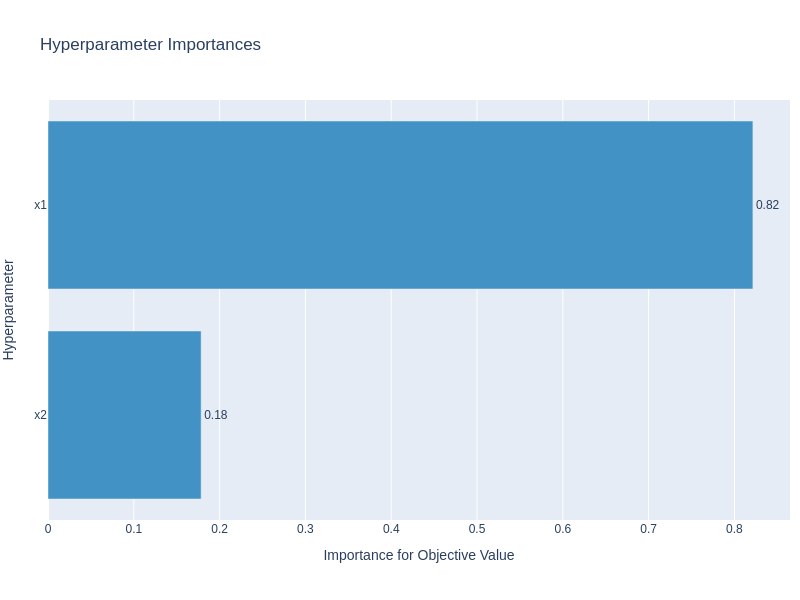 Hyperparameter Importances
Hyperparameter
x1
0.82
x2
0.18
0
0.1
0.2
0.3
0.4
0.5
0.6
0.7
0.8
Importance for Objective Value